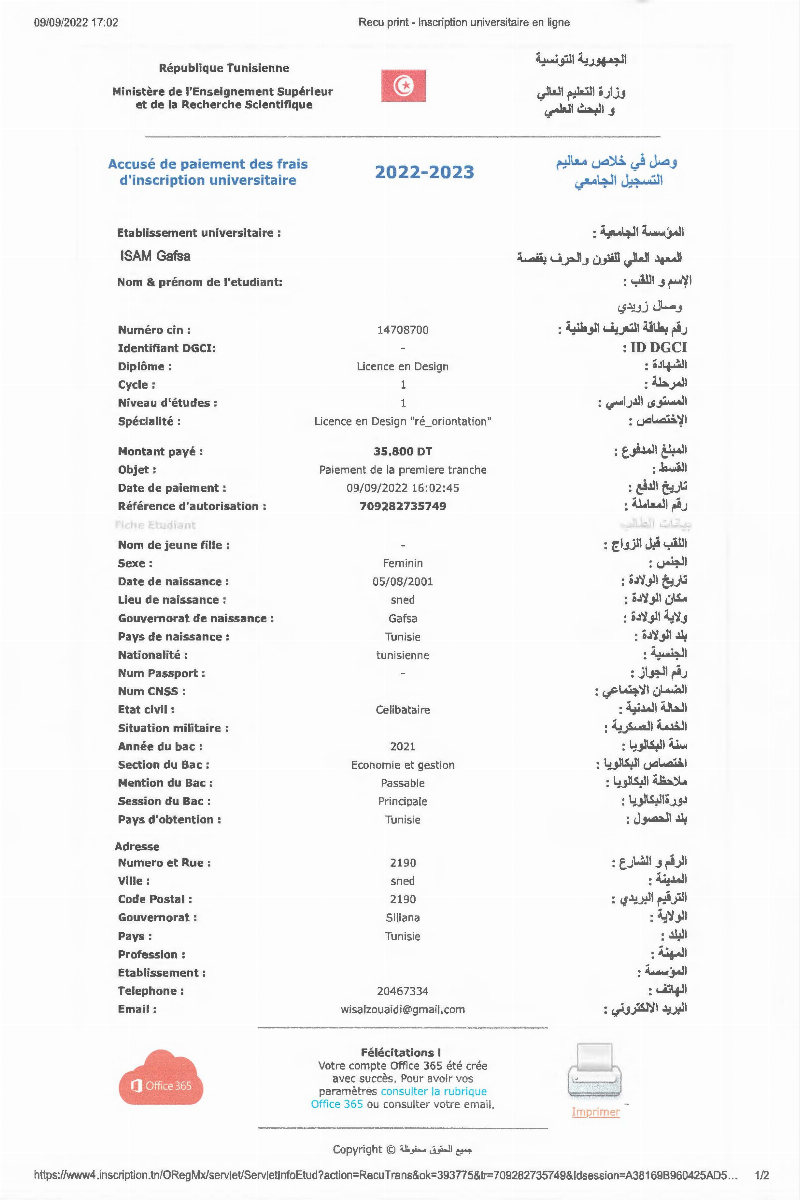 09/09/2022 17:02 Recu print - Inscription universitaire en ligne
République Tunisienne الجمهورية التونسية
Ministère de l'Enseignement Supérieur وزارة التعليم العالي
et de la Recherche Scientifique و البحث العلمي
Accusé de paiement des frais 2022-2023 وصل في خلاص معاليم
d'inscription universitaire التسجيل الجامعي
Etablissement universitaire : المؤسسة الجامعية :
ISAM Gafsa المعهد العالي للفنون والحرف بقفصة
Nom & prénom de l'etudiant: الإسم و اللقب :
وصال زويدي
Numéro cin : 14708700 رقم بطاقة التعريف الوطنية :
Identifiant DGCI: - ID DGCI :
Diplôme : Licence en Design الشهادة :
Cycle : 1 المرحلة :
Niveau d'études : 1 المستوى الدراسي :
Spécialité : Licence en Design "ré_oriontation" الإختصاص :
Montant payé : 35,800 DT المبلغ المدفوع :
Objet : Paiement de la premiere tranche القسط :
Date de paiement : 09/09/2022 16:02:45 تاريخ الدفع :
Référence d'autorisation : 709282735749 رقم المعاملة :
Fiche Etudiant بيانات الطالب
Nom de jeune fille : - اللقب قبل الزواج :
Sexe : Feminin الجنس :
Date de naissance : 05/08/2001 تاريخ الولادة :
Lieu de naissance : sned مكان الولادة :
Gouvernorat de naissance : Gafsa ولاية الولادة :
Pays de naissance : Tunisie بلد الولادة :
Nationalité : tunisienne الجنسية :
Num Passport : - رقم الجواز :
Num CNSS : الضمان الاجتماعي :
Etat civil : Celibataire الحالة المدنية :
Situation militaire : الخدمة العسكرية :
Année du bac : 2021 سنة البكالوريا :
Section du Bac : Economie et gestion اختصاص البكالوريا :
Mention du Bac : Passable ملاحظة البكالوريا :
Session du Bac : Principale دورةالبكالوريا :
Pays d'obtention : Tunisie بلد الحصول :
Adresse
Numero et Rue : 2190 الرقم و الشارع :
Ville : sned المدينة :
Code Postal : 2190 الترقيم البريدي :
Gouvernorat : Siliana الولاية :
Pays : Tunisie البلد :
Profession : المهنة :
Etablissement : المؤسسة :
Telephone : 20467334 الهاتف :
Email : wisalzouaidi@gmail.com البريد الالكتروني :
Félécitations !
Votre compte Office 365 été crée
avec succès. Pour avoir vos
paramètres consulter la rubrique
Office 365 ou consulter votre email.
Office 365
Imprimer
Copyright © جميع الحقوق محفوظة
https://www4.inscription.tn/ORegMx/servlet/ServletInfoEtud?action=RecuTrans&ok=393775&tr=709282735749&idsession=A38169B960425AD5... 1/2